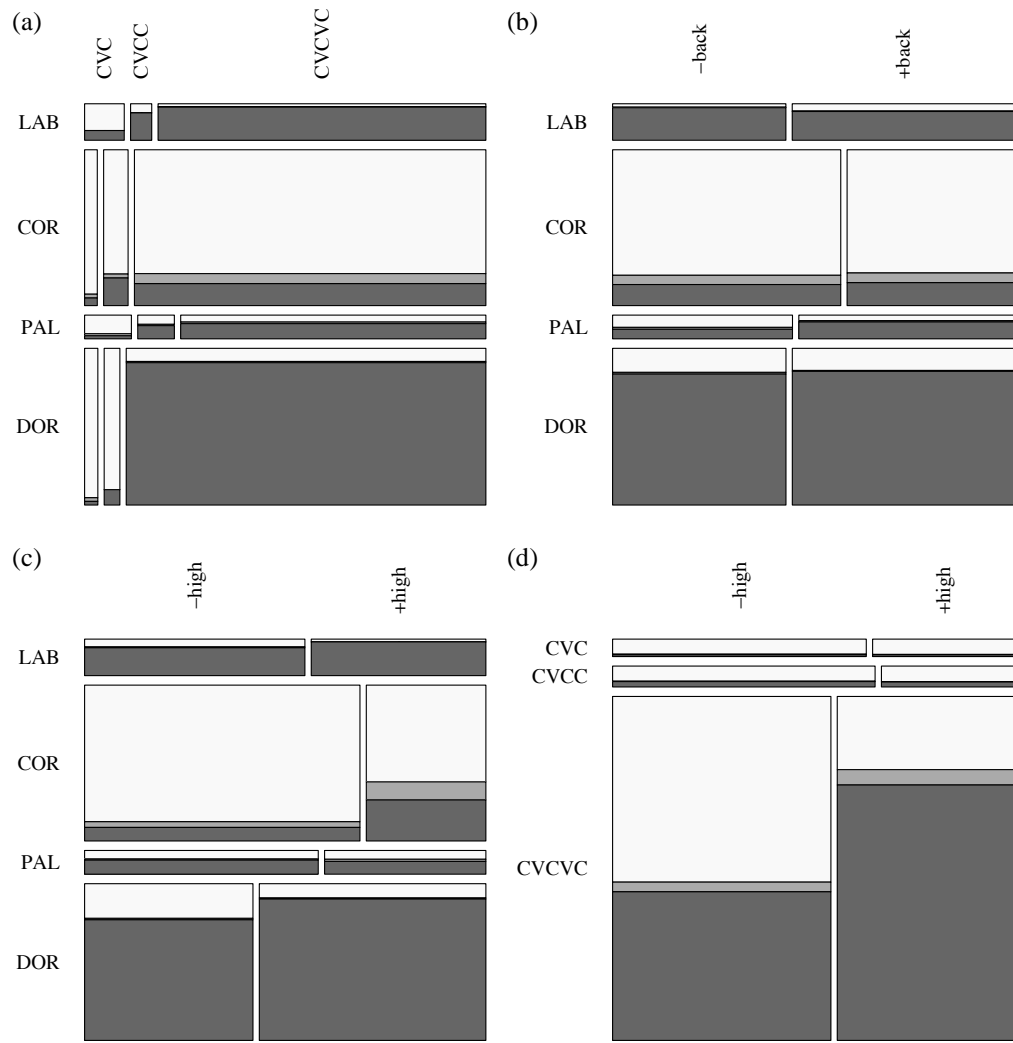 (a)
CVC
CVCC
CVCVC
LAB
COR
PAL
DOR
(b)
−back
+back
LAB
COR
PAL
DOR
(c)
−high
+high
LAB
COR
PAL
DOR
(d)
−high
+high
CVC
CVCC
CVCVC